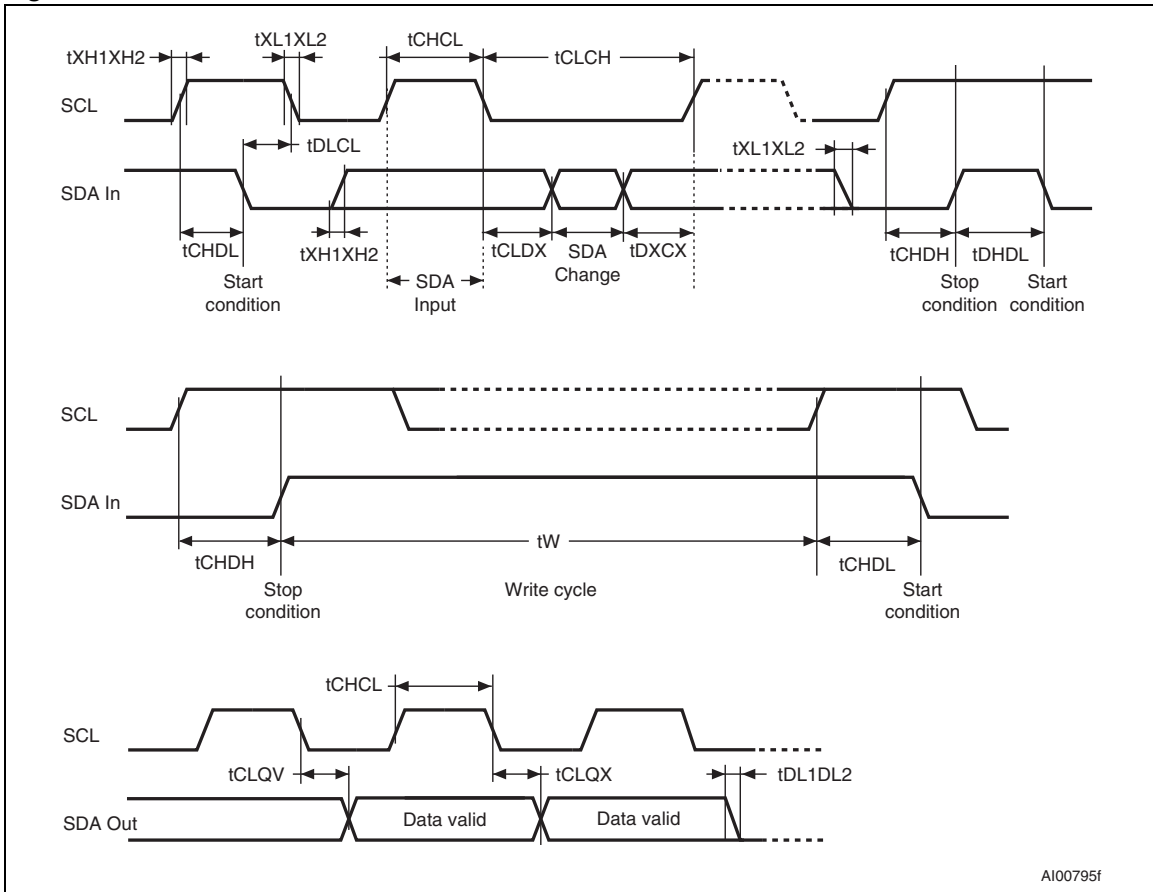 tXH1XH2
tXL1XL2
tCHCL
tCLCH
SCL
tDLCL
tXL1XL2
SDA In
tCHDL
tXH1XH2
tCLDX
SDA
Change
tDXCX
tCHDH
tDHDL
Start
condition
SDA
Input
Stop
condition
Start
condition
SCL
SDA In
tCHDH
tW
tCHDL
Stop
condition
Write cycle
Start
condition
tCHCL
SCL
tCLQV
tCLQX
tDL1DL2
SDA Out
Data valid
Data valid
AI00795f